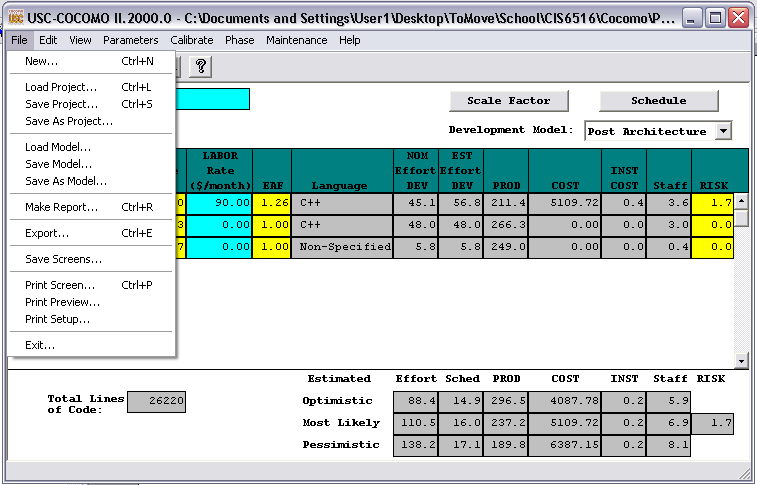 USC-COCOMO II.2000.0 - C:\Documents and Settings\User1\Desktop\ToMove\School\CIS6516\Cocomo\P...
File Edit View Parameters Calibrate Phase Maintenance Help
New... Ctrl+N
Load Project... Ctrl+L
Save Project... Ctrl+S
Save As Project...
Load Model...
Save Model...
Save As Model...
Make Report... Ctrl+R
Export... Ctrl+E
Save Screens...
Print Screen... Ctrl+P
Print Preview...
Print Setup...
Exit...
?
Scale Factor Schedule
Development Model: Post Architecture
LABOR Rate ($/month) EAF Language NOM Effort DEV EST Effort DEV PROD COST INST COST Staff RISK
0 90.00 1.26 C++ 45.1 56.8 211.4 5109.72 0.4 3.6 1.7
3 0.00 1.00 C++ 48.0 48.0 266.3 0.00 0.0 3.0 0.0
7 0.00 1.00 Non-Specified 5.8 5.8 249.0 0.00 0.0 0.4 0.0
Total Lines of Code: 26220
Estimated Effort Sched PROD COST INST Staff RISK
Optimistic 88.4 14.9 296.5 4087.78 0.2 5.9
Most Likely 110.5 16.0 237.2 5109.72 0.2 6.9 1.7
Pessimistic 138.2 17.1 189.8 6387.15 0.2 8.1